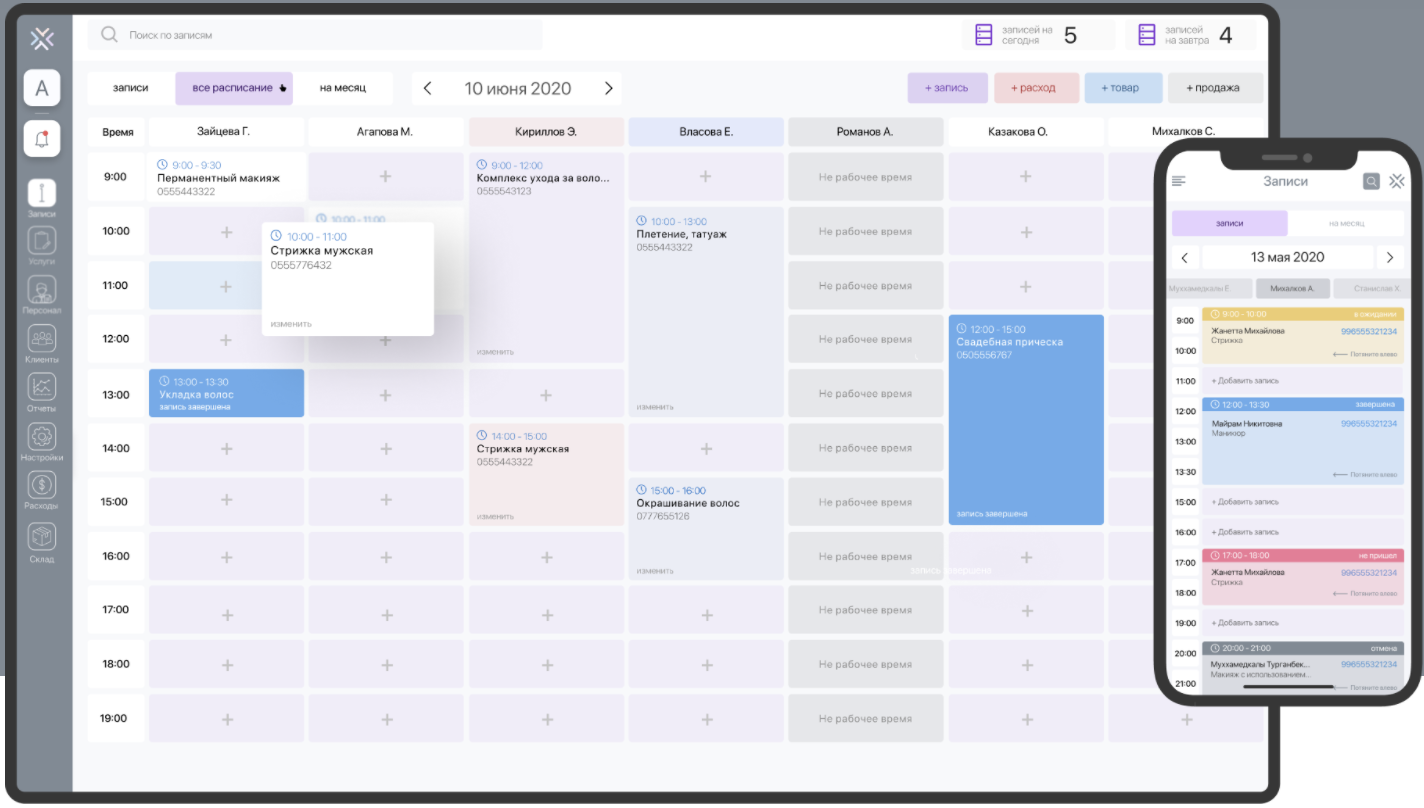 Поиск по записям
записей на
сегодня
5
записей
на завтра
4
записи
все расписание
на месяц
10 июня 2020
+ запись
+ расход
+ товар
+ продажа
А
Записи
Услуги
Персонал
Клиенты
Отчеты
Настройки
Расходы
Склад
Время
Зайцева Г.
Агапова М.
Кириллов Э.
Власова Е.
Романов А.
Казакова О.
Михалков С.
9:00
9:00 - 9:30
Перманентный макияж
0555443322
+
9:00 - 12:00
Комплекс ухода за воло...
0555543123
изменить
+
Не рабочее время
+
10:00
+
10:00 - 11:00
10:00 - 11:00
Стрижка мужская
0555776432
изменить
10:00 - 13:00
Плетение, татуаж
0555443322
изменить
Не рабочее время
+
11:00
+
Не рабочее время
+
12:00
+
+
Не рабочее время
12:00 - 15:00
Свадебная прическа
0505556767
запись завершена
13:00
13:00 - 13:30
Укладка волос
запись завершена
+
+
Не рабочее время
14:00
+
+
14:00 - 15:00
Стрижка мужская
0555443322
изменить
+
Не рабочее время
15:00
+
+
15:00 - 16:00
Окрашивание волос
0777655126
изменить
Не рабочее время
16:00
+
+
+
Не рабочее время
запись завершена
+
17:00
+
+
+
+
Не рабочее время
+
18:00
+
+
+
+
Не рабочее время
+
19:00
+
+
+
+
Не рабочее время
+
+
Записи
записи
на месяц
13 мая 2020
Муххамедкалы Е.
Михалков А.
Станислав Х.
9:00
10:00
11:00
12:00
13:00
13:30
15:00
16:00
17:00
18:00
19:00
20:00
21:00
9:00 - 10:00
в ожидании
Жанетта Михайлова
996555321234
Стрижка
Потяните влево
+ Добавить запись
12:00 - 13:30
завершена
Майрам Никитовна
996555321234
Маникюр
Потяните влево
+ Добавить запись
+ Добавить запись
17:00 - 18:00
не пришел
Жанетта Михайлова
996555321234
Стрижка
Потяните влево
+ Добавить запись
20:00 - 21:00
отмена
Муххамедкалы Турганбек...
996555321234
Макияж с использованием...
Потяните влево